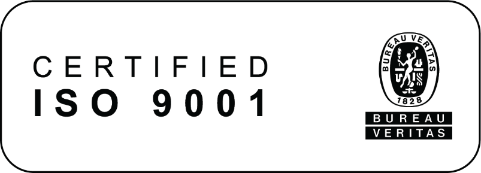 CERTIFIED
ISO 9001
BUREAU VERITAS
1828
BUREAU
VERITAS